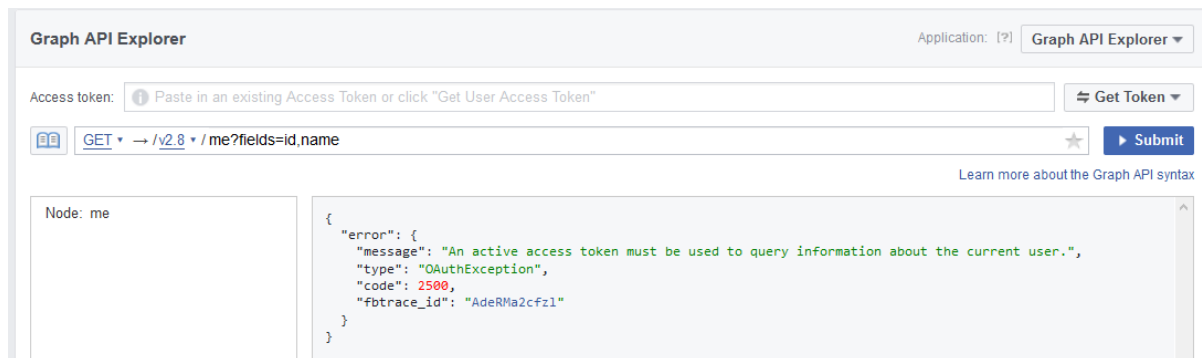 Graph API Explorer
Application: [?] Graph API Explorer
Access token: Paste in an existing Access Token or click "Get User Access Token"
Get Token
GET → /v2.8 / me?fields=id,name
Submit
Learn more about the Graph API syntax
Node: me
{
"error": {
"message": "An active access token must be used to query information about the current user.",
"type": "OAuthException",
"code": 2500,
"fbtrace_id": "AdeRMa2cfzl"
}
}